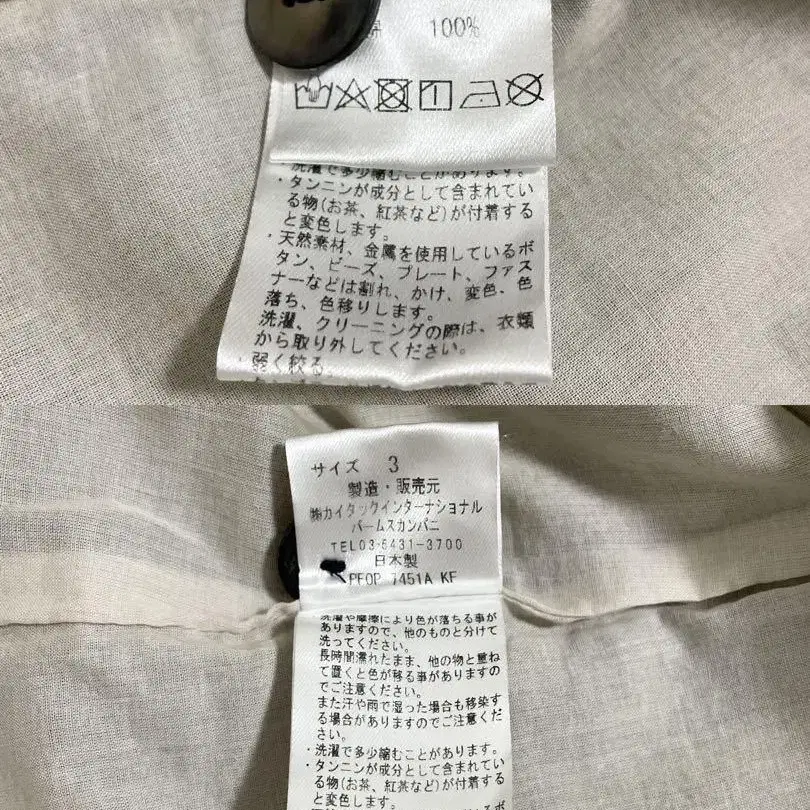 100%
・洗濯で多少縮むことがあります。
・タンニンが成分として含まれてい
る物(お茶、紅茶など)が付着する
と変色します。
・天然素材、金属を使用しているボ
タン、ビーズ、プレート、ファス
ナーなどは割れ、かけ、変色、色
落ち、色移りします。
洗濯、クリーニングの際は、衣類
から取り外してください。
・弱く絞る。
サイズ 3
製造・販売元
㈱カイタックインターナショナル
パームスカンパニ
TEL03-5431-3700
日本製
PFOP 7451A KF
洗濯や摩擦により色が落ちる事が
ありますので、他のものと分けて
洗ってください。
長時間濡れたまま、他の物と重ね
て置くと色が移る事がありますの
でご注意ください。
また汗や雨で湿った場合も移染す
る場合がありますのでご注意くだ
さい。
・洗濯で多少縮むことがあります。
・タンニンが成分として含まれてい
る物(お茶、紅茶など)が付着する
と変色します。